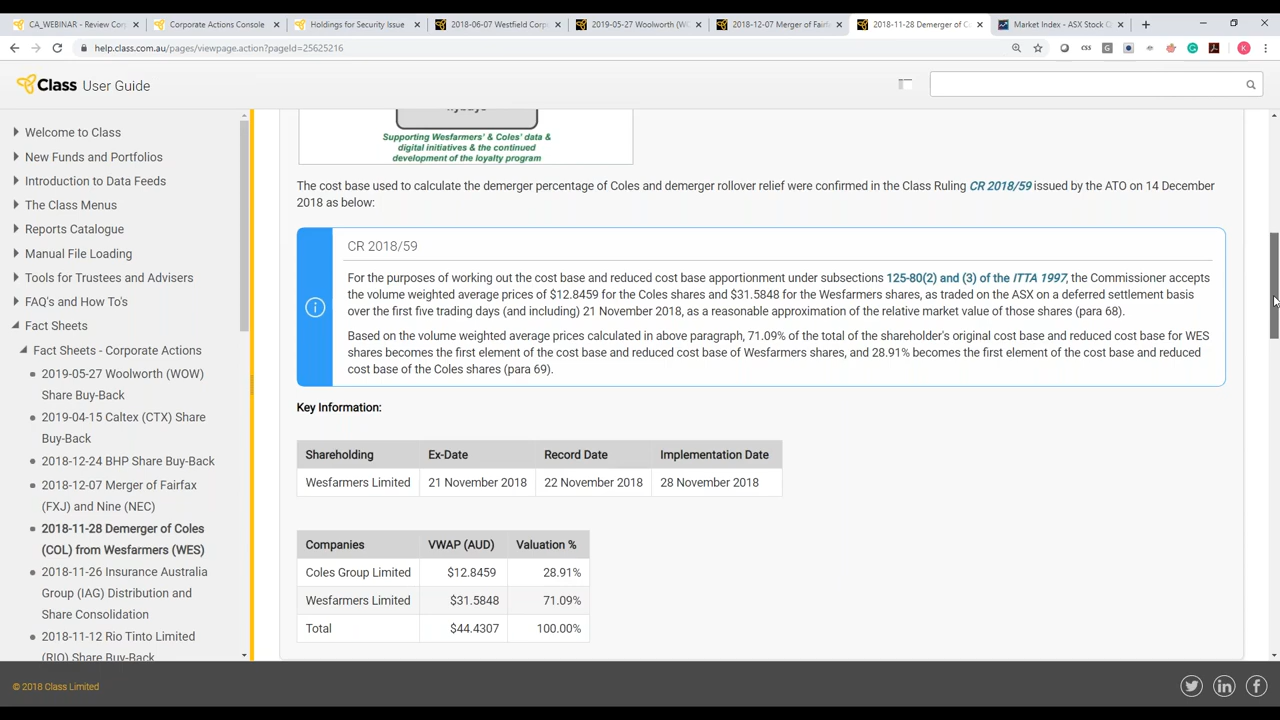 CA_WEBINAR - Review Corp
Corporate Actions Console
Holdings for Security Issue
2018-06-07 Westfield Corp
2019-05-27 Woolworth (WO
2018-12-07 Merger of Fairf
2018-11-28 Demerger of C
Market Index - ASX Stock C
help.class.com.au/pages/viewpage.action?pageId=25625216
Class User Guide
Welcome to Class
New Funds and Portfolios
Introduction to Data Feeds
The Class Menus
Reports Catalogue
Manual File Loading
Tools for Trustees and Advisers
FAQ's and How To's
Fact Sheets
Fact Sheets - Corporate Actions
2019-05-27 Woolworth (WOW)
Share Buy-Back
2019-04-15 Caltex (CTX) Share
Buy-Back
2018-12-24 BHP Share Buy-Back
2018-12-07 Merger of Fairfax
(FXJ) and Nine (NEC)
2018-11-28 Demerger of Coles
(COL) from Wesfarmers (WES)
2018-11-26 Insurance Australia
Group (IAG) Distribution and
Share Consolidation
2018-11-12 Rio Tinto Limited
(RIO) Share Buy-Back
Supporting Wesfarmers' & Coles' data &
digital initiatives & the continued
development of the loyalty program
The cost base used to calculate the demerger percentage of Coles and demerger rollover relief were confirmed in the Class Ruling CR 2018/59 issued by the ATO on 14 December
2018 as below:
CR 2018/59
For the purposes of working out the cost base and reduced cost base apportionment under subsections 125-80(2) and (3) of the ITTA 1997, the Commissioner accepts
the volume weighted average prices of $12.8459 for the Coles shares and $31.5848 for the Wesfarmers shares, as traded on the ASX on a deferred settlement basis
over the first five trading days (and including) 21 November 2018, as a reasonable approximation of the relative market value of those shares (para 68).
Based on the volume weighted average prices calculated in above paragraph, 71.09% of the total of the shareholder's original cost base and reduced cost base for WES
shares becomes the first element of the cost base and reduced cost base of Wesfarmers shares, and 28.91% becomes the first element of the cost base and reduced
cost base of the Coles shares (para 69).
Key Information:
Shareholding Ex-Date Record Date Implementation Date
Wesfarmers Limited 21 November 2018 22 November 2018 28 November 2018
Companies VWAP (AUD) Valuation %
Coles Group Limited $12.8459 28.91%
Wesfarmers Limited $31.5848 71.09%
Total $44.4307 100.00%
© 2018 Class Limited